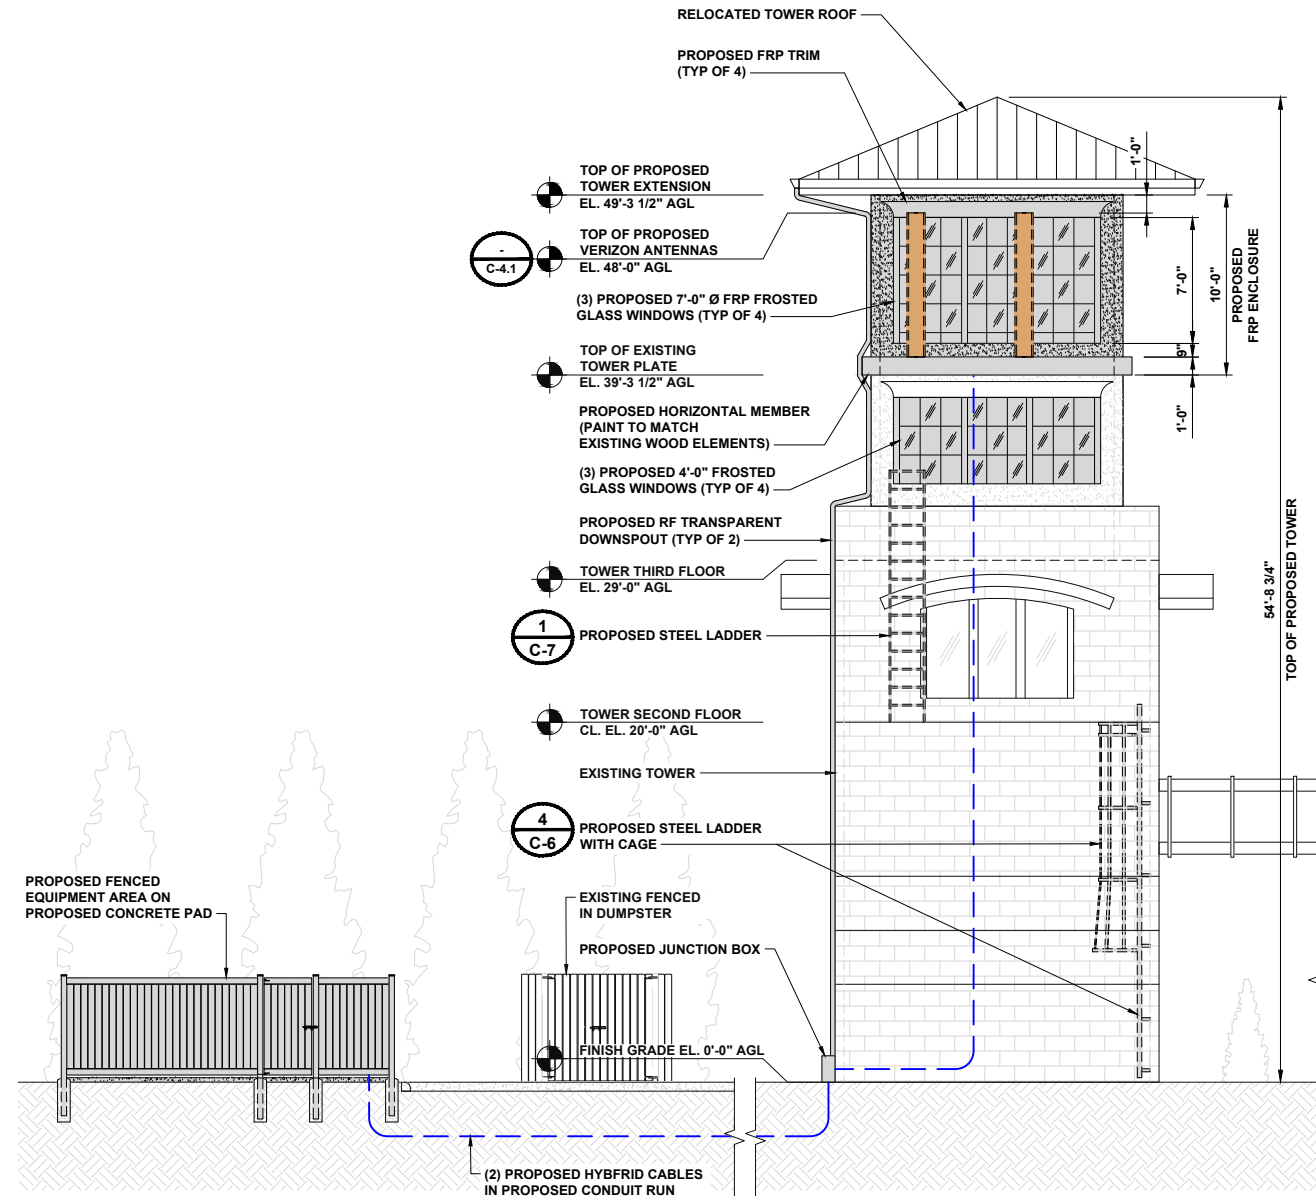 RELOCATED TOWER ROOF
PROPOSED FRP TRIM
(TYP OF 4)
TOP OF PROPOSED
TOWER EXTENSION
EL. 49'-3 1/2" AGL
-
C-4.1
TOP OF PROPOSED
VERIZON ANTENNAS
EL. 48'-0" AGL
(3) PROPOSED 7'-0" Ø FRP FROSTED
GLASS WINDOWS (TYP OF 4)
TOP OF EXISTING
TOWER PLATE
EL. 39'-3 1/2" AGL
PROPOSED HORIZONTAL MEMBER
(PAINT TO MATCH
EXISTING WOOD ELEMENTS)
(3) PROPOSED 4'-0" FROSTED
GLASS WINDOWS (TYP OF 4)
PROPOSED RF TRANSPARENT
DOWNSPOUT (TYP OF 2)
TOWER THIRD FLOOR
EL. 29'-0" AGL
1
C-7
PROPOSED STEEL LADDER
TOWER SECOND FLOOR
CL. EL. 20'-0" AGL
EXISTING TOWER
4
C-6
PROPOSED STEEL LADDER
WITH CAGE
PROPOSED FENCED
EQUIPMENT AREA ON
PROPOSED CONCRETE PAD
EXISTING FENCED
IN DUMPSTER
PROPOSED JUNCTION BOX
FINISH GRADE EL. 0'-0" AGL
(2) PROPOSED HYBFRID CABLES
IN PROPOSED CONDUIT RUN
1'-0"
7'-0"
9"
1'-0"
10'-0"
PROPOSED
FRP ENCLOSURE
54'-8 3/4"
TOP OF PROPOSED TOWER